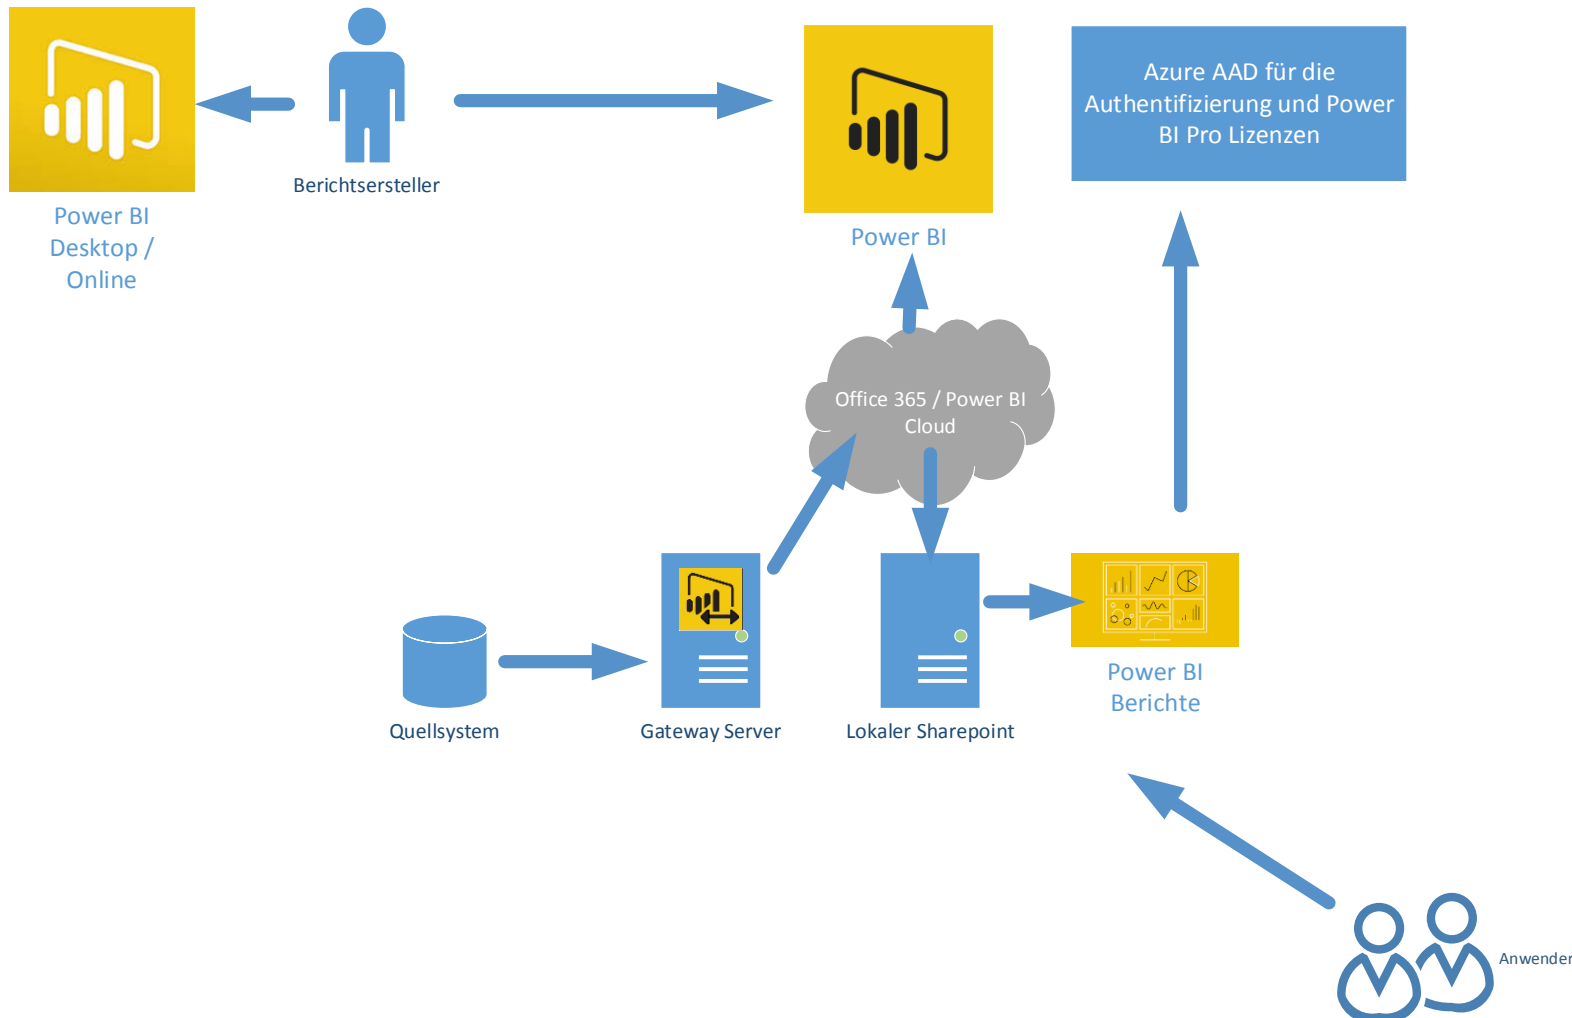 Azure AAD für die
Authentifizierung und Power
BI Pro Lizenzen
Berichtsersteller
Power BI
Desktop /
Online
Power BI
Office 365 / Power BI
Cloud
Power BI
Berichte
Quellsystem
Gateway Server
Lokaler Sharepoint
Anwender